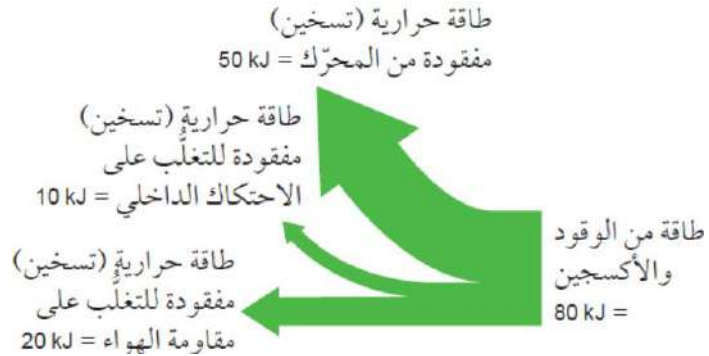 طاقة حرارية (تسخين)
مفقودة من المحرّك = 50 kJ
طاقة حرارية (تسخين)
مفقودة للتغلُّب على
الاحتكاك الداخلي = 10 kJ
طاقة من الوقود
والأكسجين
= 80 kJ
طاقة حرارية (تسخين)
مفقودة للتغلُّب على
مقاومة الهواء = 20 kJ